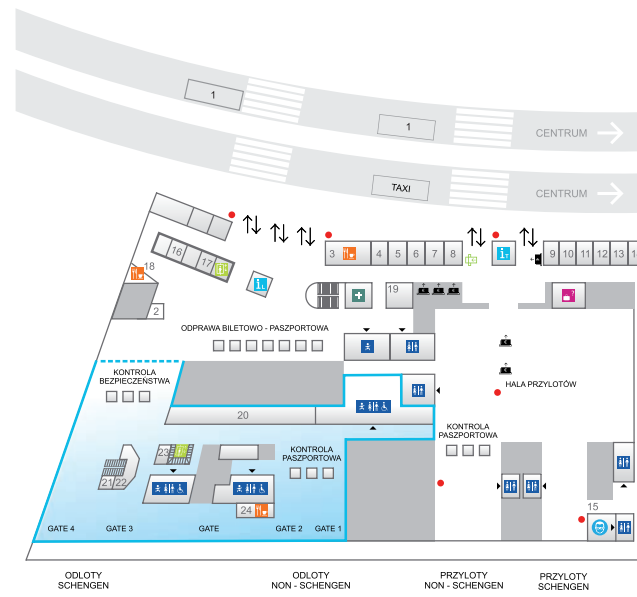 1
1
CENTRUM
TAXI
CENTRUM
16
17
18
2
3
4
5
6
7
8
9
10
11
12
13
19
ODPRAWA BILETOWO - PASZPORTOWA
KONTROLA
BEZPIECZEŃSTWA
HALA PRZYLOTÓW
20
KONTROLA
PASZPORTOWA
KONTROLA
PASZPORTOWA
23
21
22
24
15
GATE 4
GATE 3
GATE
GATE 2
GATE 1
ODLOTY
SCHENGEN
ODLOTY
NON - SCHENGEN
PRZYLOTY
NON - SCHENGEN
PRZYLOTY
SCHENGEN